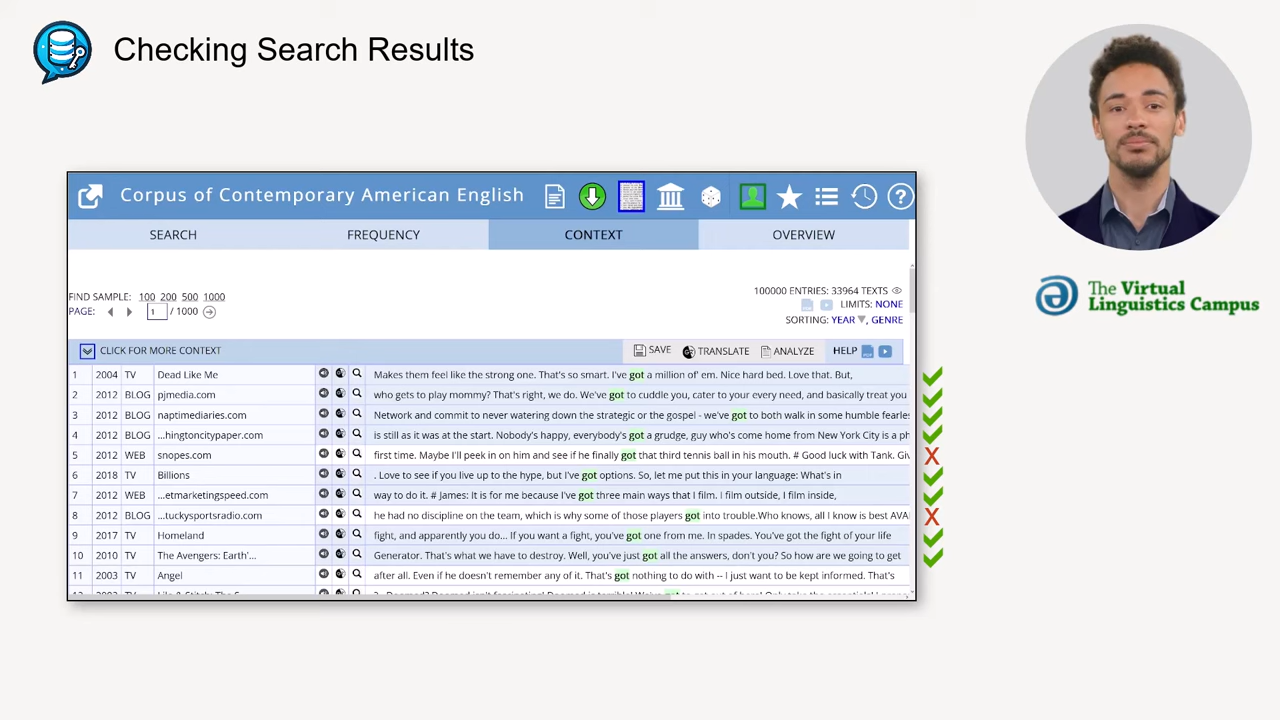 Checking Search Results
Corpus of Contemporary American English
SEARCH FREQUENCY CONTEXT OVERVIEW
FIND SAMPLE: 100 200 500 1000
PAGE: 1 / 1000
100000 ENTRIES: 33964 TEXTS
LIMITS: NONE
SORTING: YEAR, GENRE
CLICK FOR MORE CONTEXT SAVE TRANSLATE ANALYZE HELP
1 2004 TV Dead Like Me Makes them feel like the strong one. That's so smart. I've got a million of' em. Nice hard bed. Love that. But,
2 2012 BLOG pjmedia.com who gets to play mommy? That's right, we do. We've got to cuddle you, cater to your every need, and basically treat you
3 2012 BLOG naptimediaries.com Network and commit to never watering down the strategic or the gospel - we've got to both walk in some humble fearles
4 2012 BLOG ...hingtoncitypaper.com is still as it was at the start. Nobody's happy, everybody's got a grudge, guy who's come home from New York City is a ph
5 2012 WEB snopes.com first time. Maybe I'll peek in on him and see if he finally got that third tennis ball in his mouth. # Good luck with Tank. Giv
6 2018 TV Billions . Love to see if you live up to the hype, but I've got options. So, let me put this in your language: What's in
7 2012 WEB ...etmarketingspeed.com way to do it. # James: It is for me because I've got three main ways that I film. I film outside, I film inside,
8 2012 BLOG ...tuckysportsradio.com he had no discipline on the team, which is why some of those players got into trouble.Who knows, all I know is best AVAI
9 2017 TV Homeland fight, and apparently you do... If you want a fight, you've got one from me. In spades. You've got the fight of your life
10 2010 TV The Avengers: Earth'... Generator. That's what we have to destroy. Well, you've just got all the answers, don't you? So how are we going to get
11 2003 TV Angel after all. Even if he doesn't remember any of it. That's got nothing to do with -- I just want to be kept informed. That's
The Virtual
Linguistics Campus